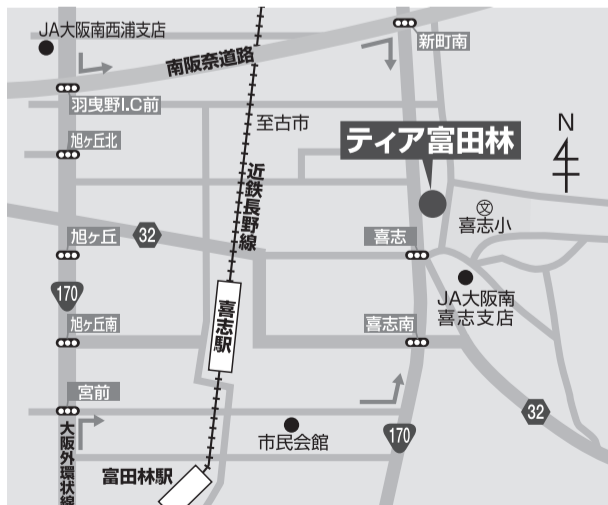 JA大阪南西浦支店
新町南
南阪奈道路
羽曳野I.C前
至古市
旭ヶ丘北
ティア富田林
N
近鉄長野線
文
喜志小
32
旭ヶ丘
喜志
170
JA大阪南
喜志支店
喜志駅
旭ヶ丘南
喜志南
宮前
32
市民会館
170
大阪外環状線
富田林駅